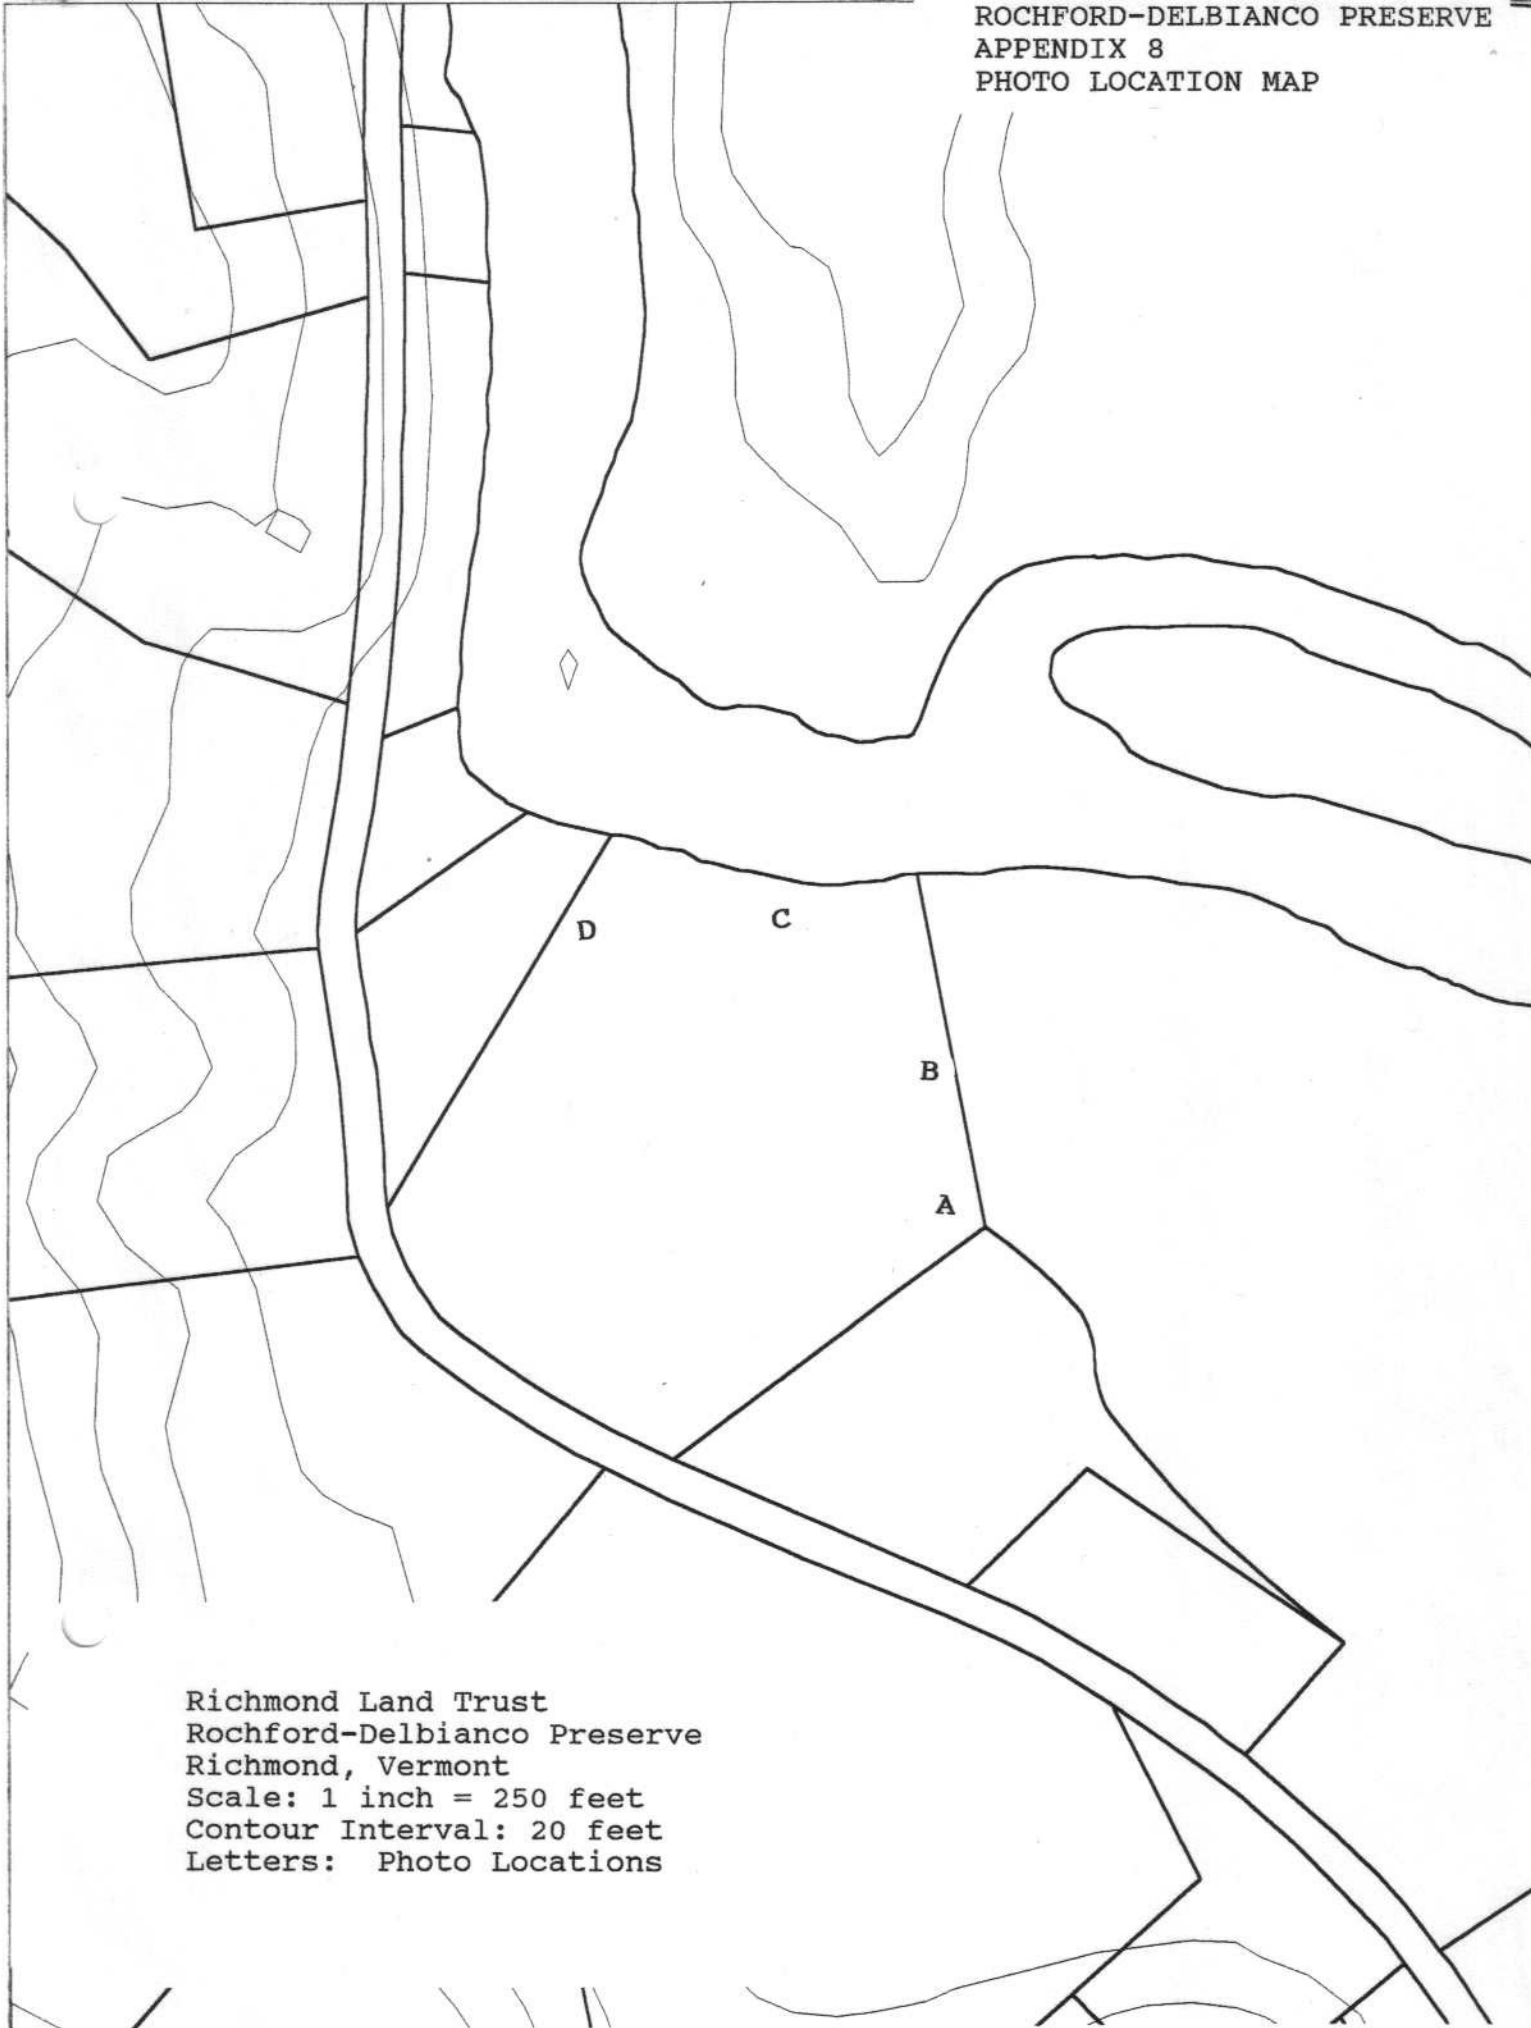 ROCHFORD-DELBIANCO PRESERVE
APPENDIX 8
PHOTO LOCATION MAP
D
C
B
A
Richmond Land Trust
Rochford-Delbianco Preserve
Richmond, Vermont
Scale: 1 inch = 250 feet
Contour Interval: 20 feet
Letters: Photo Locations